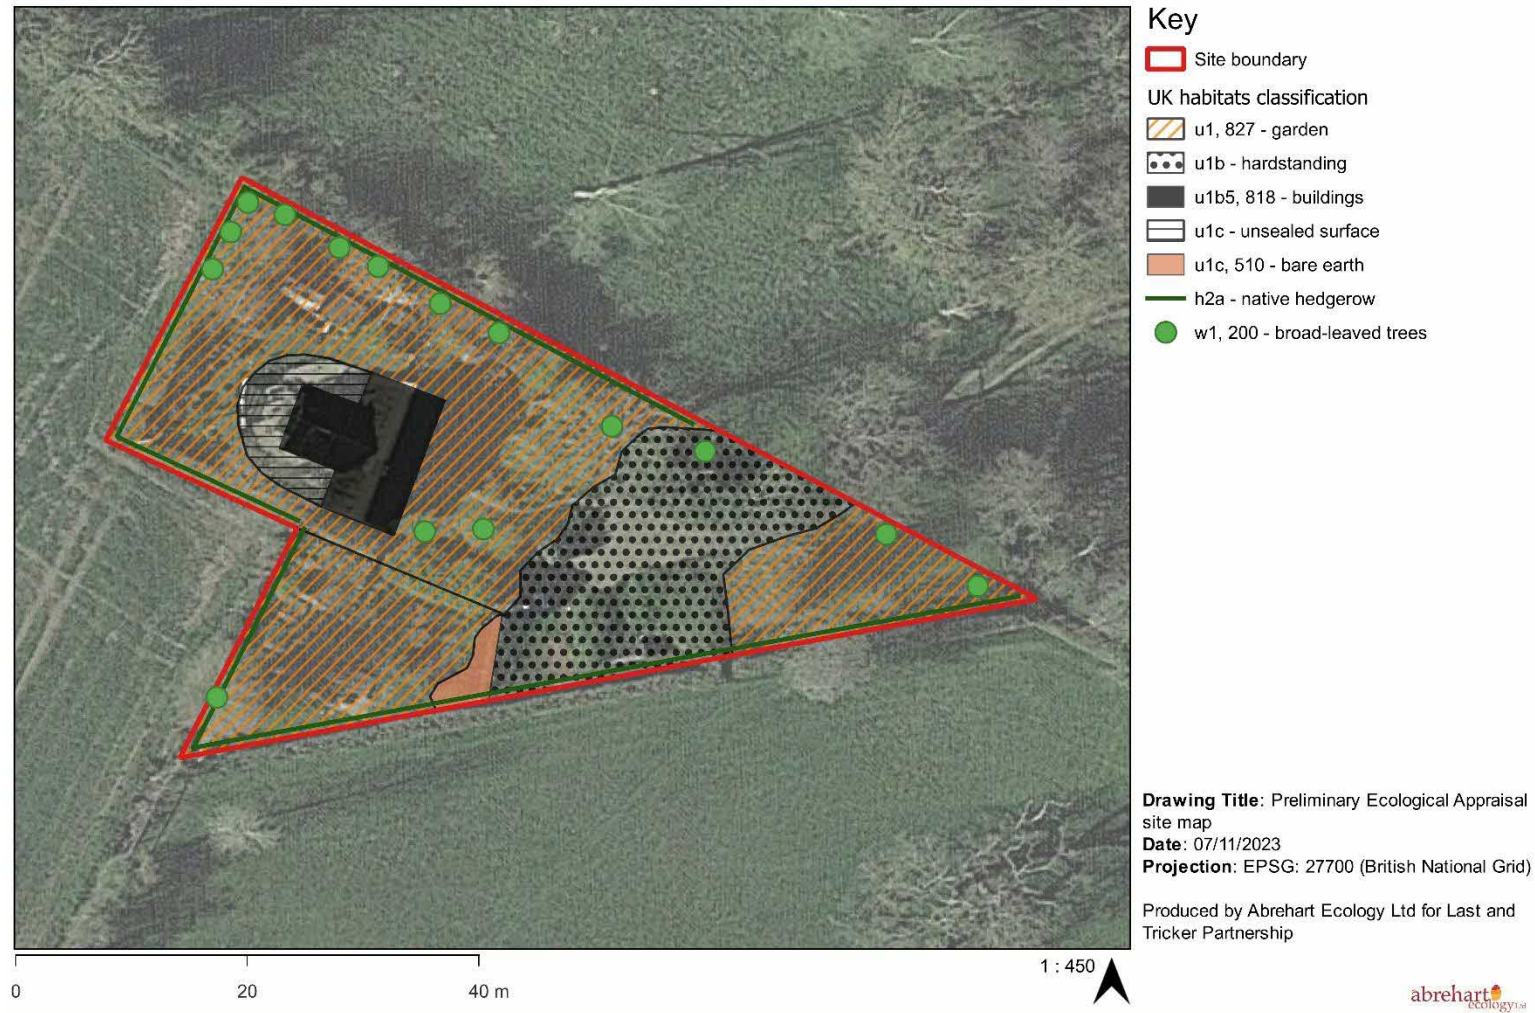 Key
Site boundary
UK habitats classification
u1, 827 - garden
u1b - hardstanding
u1b5, 818 - buildings
u1c - unsealed surface
u1c, 510 - bare earth
h2a - native hedgerow
w1, 200 - broad-leaved trees
Drawing Title: Preliminary Ecological Appraisal
site map
Date: 07/11/2023
Projection: EPSG: 27700 (British National Grid)
Produced by Abrehart Ecology Ltd for Last and
Tricker Partnership
0 20 40 m
1 : 450
abrehart
ecology Ltd